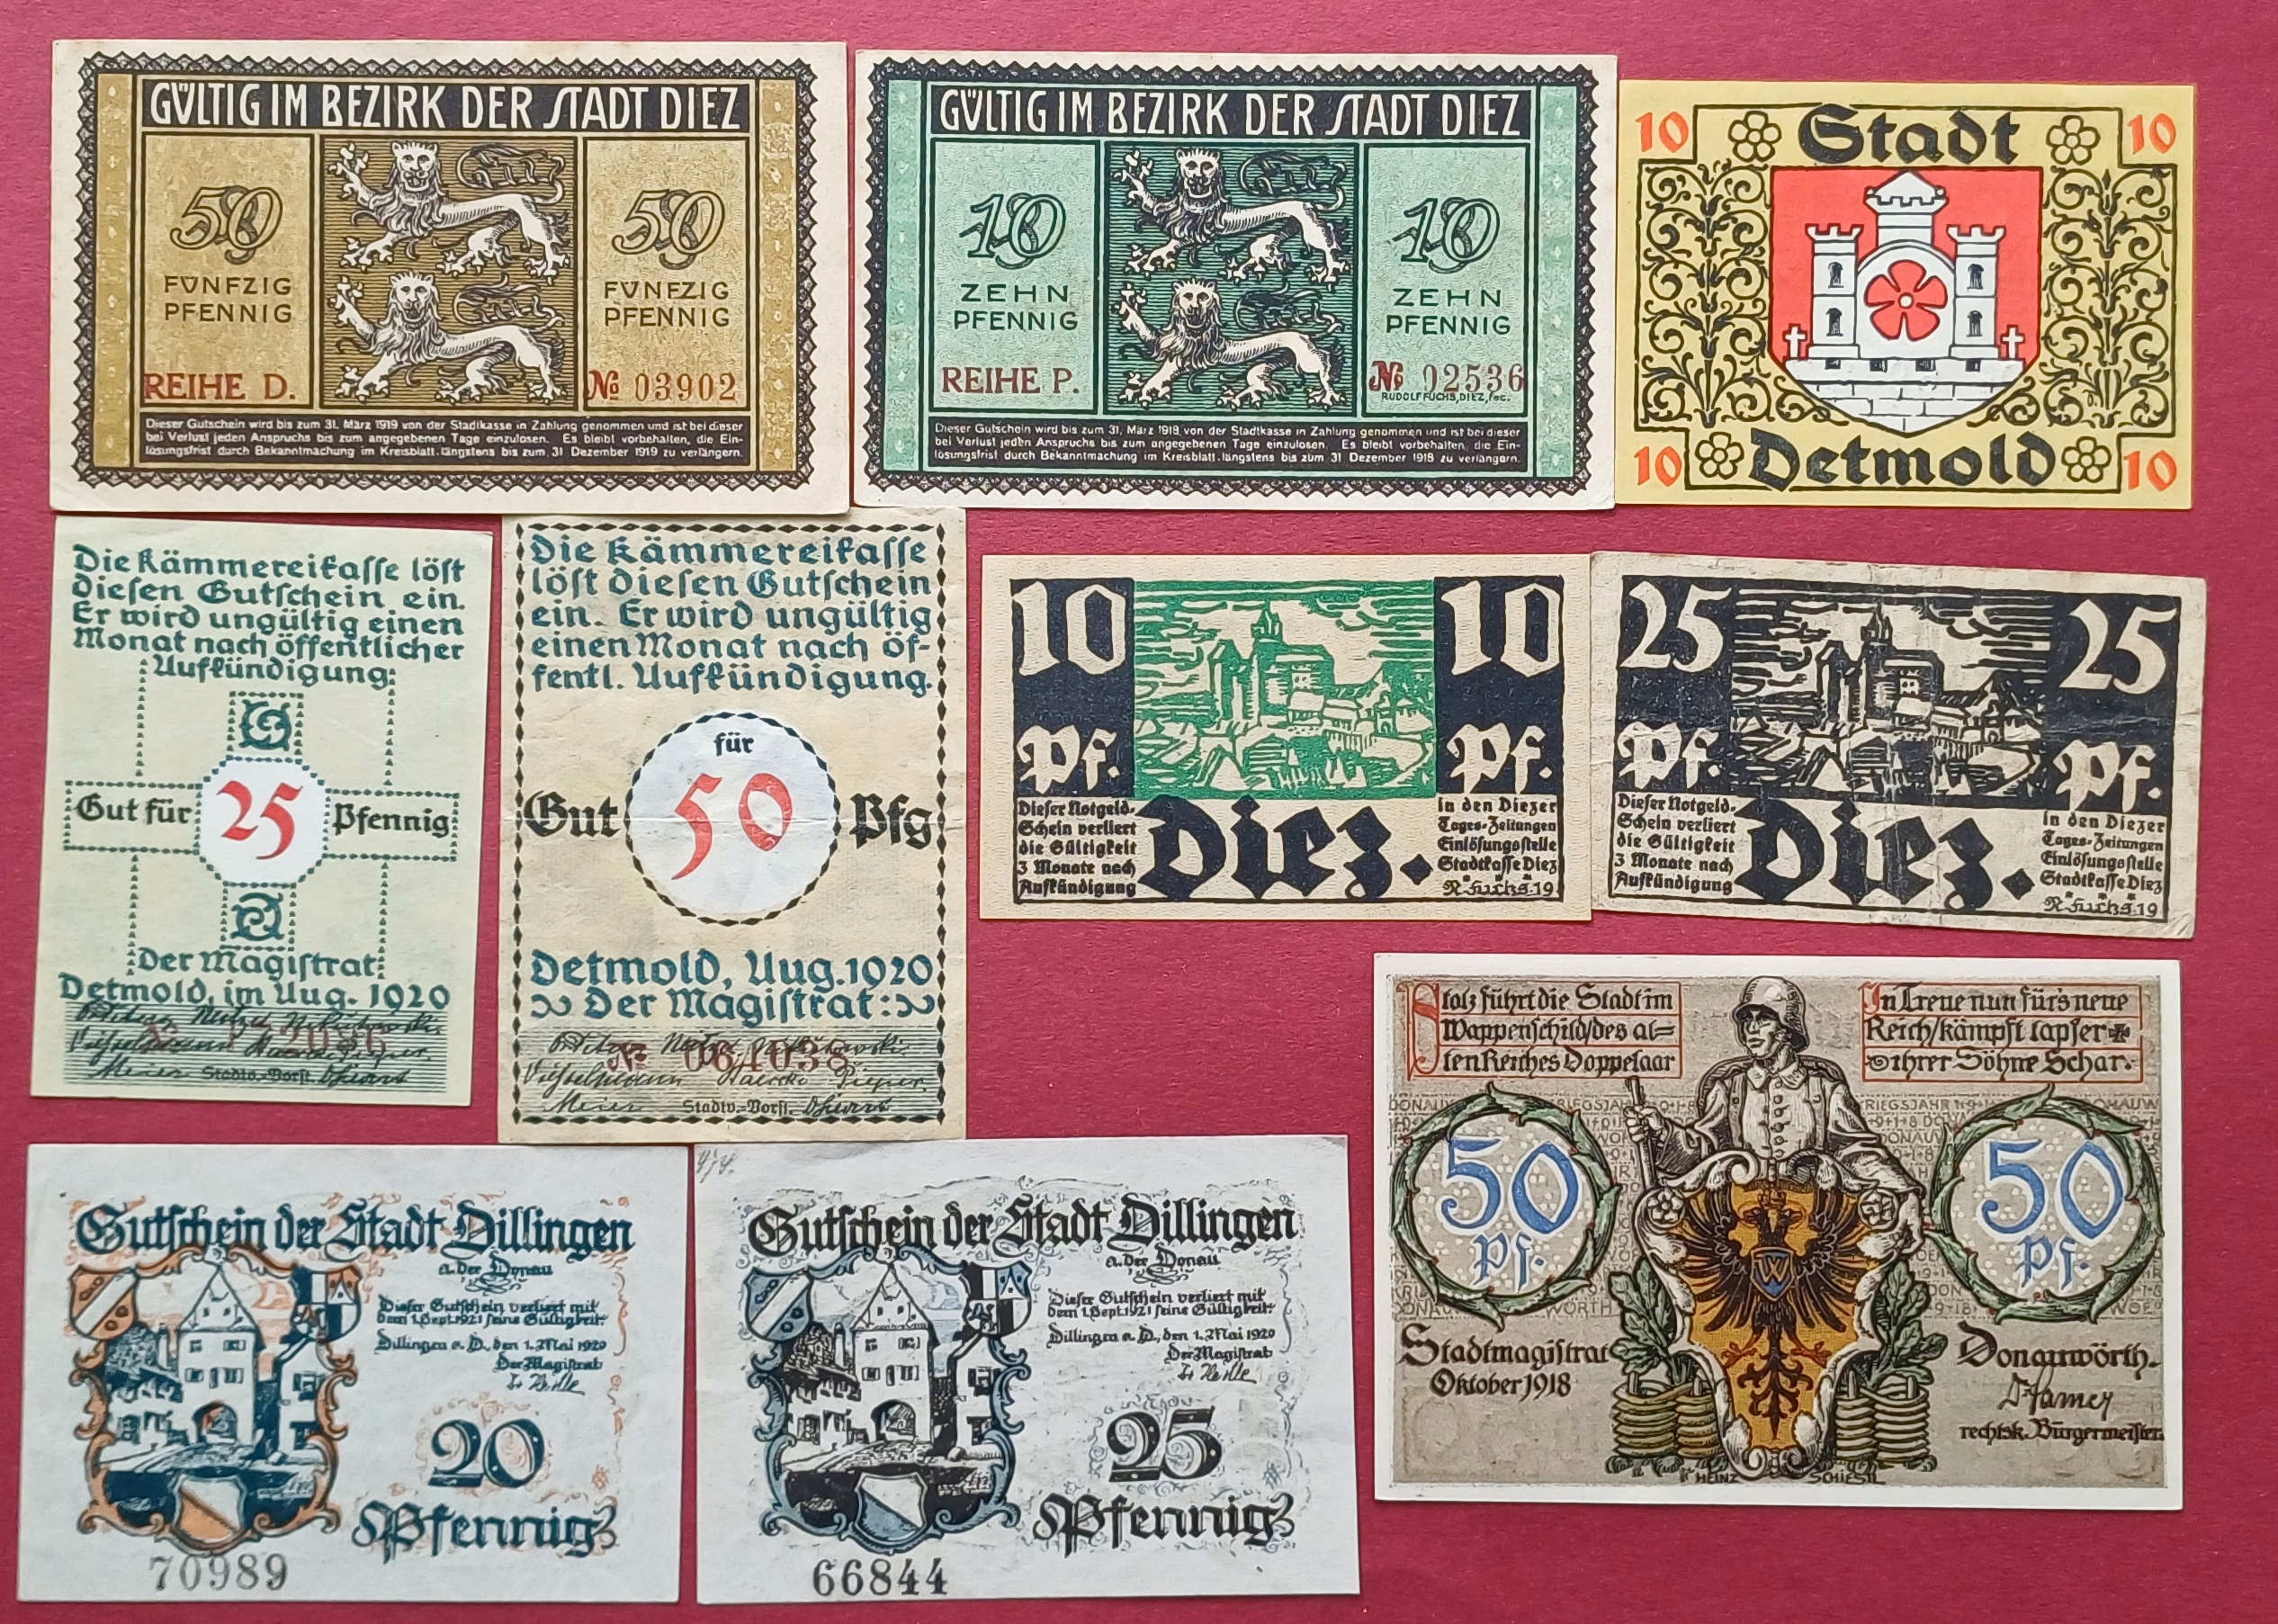 GÜLTIG IM BEZIRK DER STADT DIEZ
50
50
FÜNFZIG
PFENNIG
FÜNFZIG
PFENNIG
REIHE D.
№ 03902
Dieser Gutschein wird bis zum 31. März 1919 von der Stadtkasse in Zahlung genommen und ist bei dieser
bei Verlust jeden Anspruchs bis zum angegebenen Tage einzulösen. Es bleibt vorbehalten, die Ein-
lösungsfrist durch Bekanntmachung im Kreisblatt längstens bis zum 31 Dezember 1919 zu verlängern.
GÜLTIG IM BEZIRK DER STADT DIEZ
10
10
ZEHN
PFENNIG
ZEHN
PFENNIG
REIHE P.
№ 02536
RUDOLF FUCHS, DIEZ, fec.
Dieser Gutschein wird bis zum 31. März 1919 von der Stadtkasse in Zahlung genommen und ist bei dieser
bei Verlust jeden Anspruchs bis zum angegebenen Tage einzulösen. Es bleibt vorbehalten, die Ein-
lösungsfrist durch Bekanntmachung im Kreisblatt längstens bis zum 31 Dezember 1918 zu verlängern.
10 Stadt 10
10 Detmold 10
Die Kämmereikasse löst
diesen Gutschein ein.
Er wird ungültig einen
Monat nach öffentlicher
Aufkündigung.
G
Gut für 25 Pfennig
D
Der Magistrat:
Detmold, im Aug. 1920
Stadtv.-Vorst.
Die Kämmereikasse
löst diesen Gutschein
ein. Er wird ungültig
einen Monat nach öf-
fentl. Aufkündigung.
für
Gut 50 Pfg
Detmold, Aug. 1920
Der Magistrat:
№ 064038
Stadtv.-Vorst.
10 10
Pf. Pf.
Diez.
Dieser Notgeld-
Schein verliert
die Gültigkeit
3 Monate nach
Aufkündigung
in den Diezer
Tages-Zeitungen
Einlösungsstelle
Stadtkasse Diez
R. Fuchs. 19.
25 25
Pf. Pf.
Diez.
Dieser Notgeld-
Schein verliert
die Gültigkeit
3 Monate nach
Aufkündigung
in den Diezer
Tages-Zeitungen
Einlösungsstelle
Stadtkasse Diez
R. Fuchs. 19
Gutschein der Stadt Dillingen
a. der Donau
Dieser Gutschein verliert mit
dem 1. Sept. 1921 seine Gültigkeit.
Dillingen a. D., den 1. Mai 1920
Der Magistrat
20
Pfennig
70989
Gutschein der Stadt Dillingen
a. der Donau
Dieser Gutschein verliert mit
dem 1. Sept. 1921 seine Gültigkeit.
Dillingen a. D., den 1. Mai 1920
Der Magistrat
25
Pfennig
66844
Stolz führt die Stadt im
Wappenschild des al=
ten Reiches Doppelaar
In Treue nun für's neue
Reich kämpft tapfer
ihrer Söhne Schar.
50
Pf.
50
Pf.
W
Stadtmagistrat
Oktober 1918
Donauwörth.
rechtsk. Bürgermeister.
HEINZ SCHIESTL